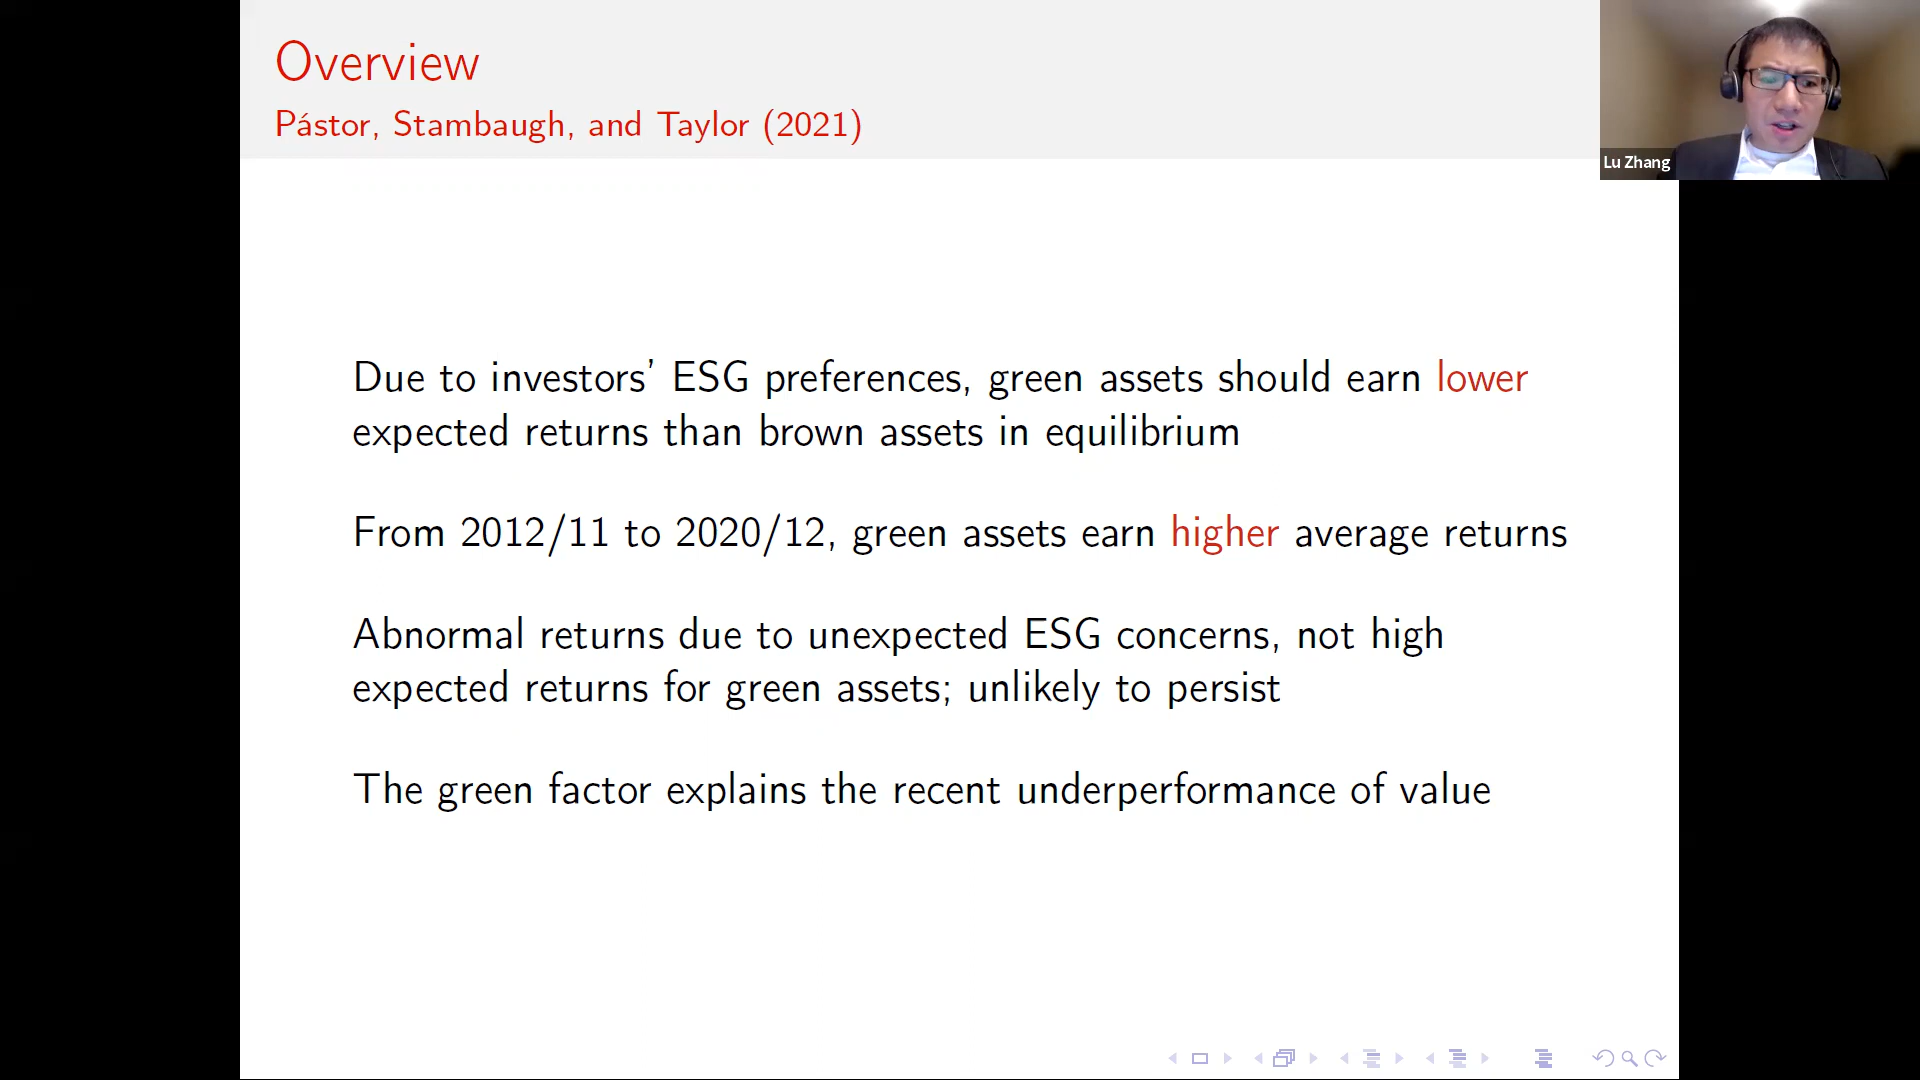 Overview
Pástor, Stambaugh, and Taylor (2021)
Lu Zhang
Due to investors’ ESG preferences, green assets should earn lower
expected returns than brown assets in equilibrium
From 2012/11 to 2020/12, green assets earn higher average returns
Abnormal returns due to unexpected ESG concerns, not high
expected returns for green assets; unlikely to persist
The green factor explains the recent underperformance of value